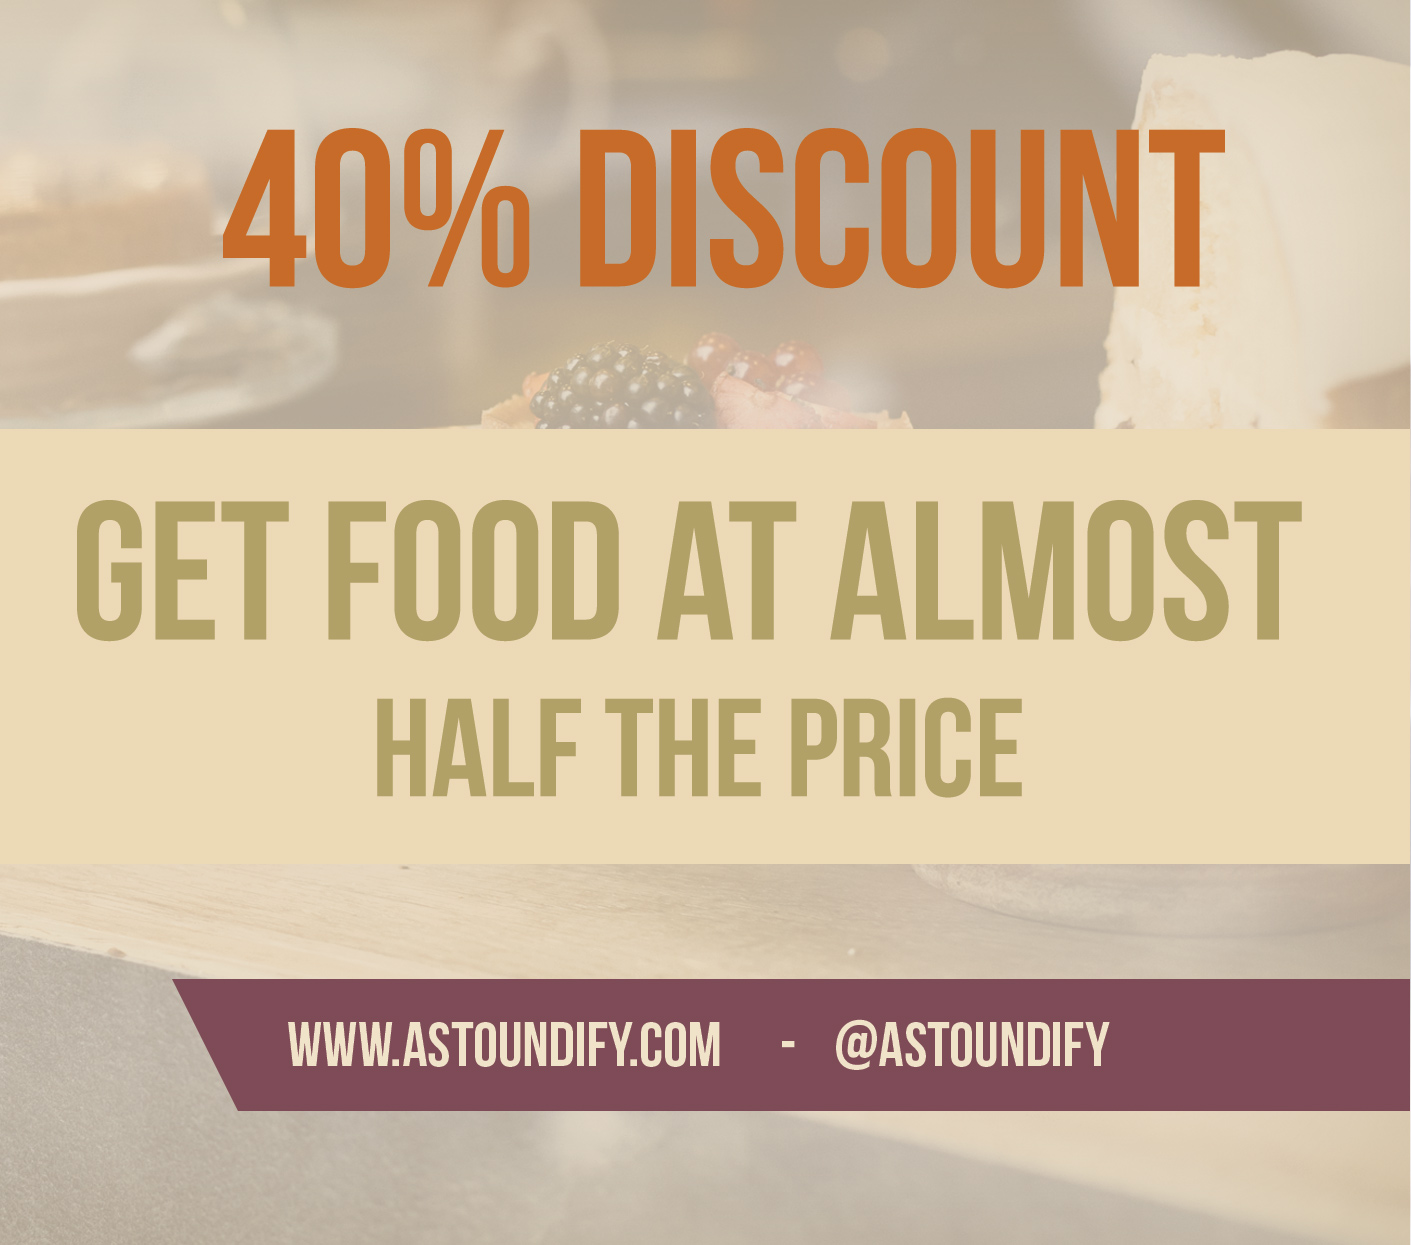 40% DISCOUNT
GET FOOD AT ALMOST
HALF THE PRICE
WWW.ASTOUNDIFY.COM - @ASTOUNDIFY